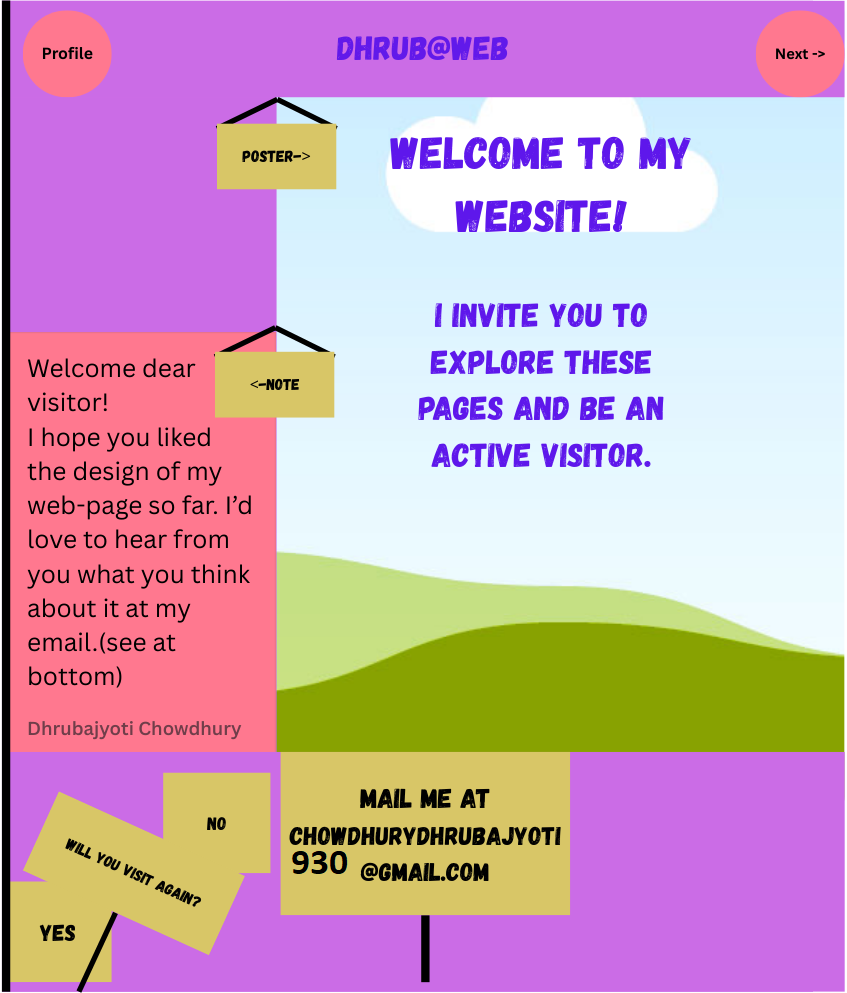 Profile
DHRUB@WEB
Next ->
POSTER->
WELCOME TO MY
WEBSITE!
I INVITE YOU TO
EXPLORE THESE
PAGES AND BE AN
ACTIVE VISITOR.
<-NOTE
Welcome dear
visitor!
I hope you liked
the design of my
web-page so far. I’d
love to hear from
you what you think
about it at my
email.(see at
bottom)
Dhrubajyoti Chowdhury
NO
WILL YOU VISIT AGAIN?
YES
MAIL ME AT
CHOWDHURYDHRUBAJYOTI
930 @GMAIL.COM